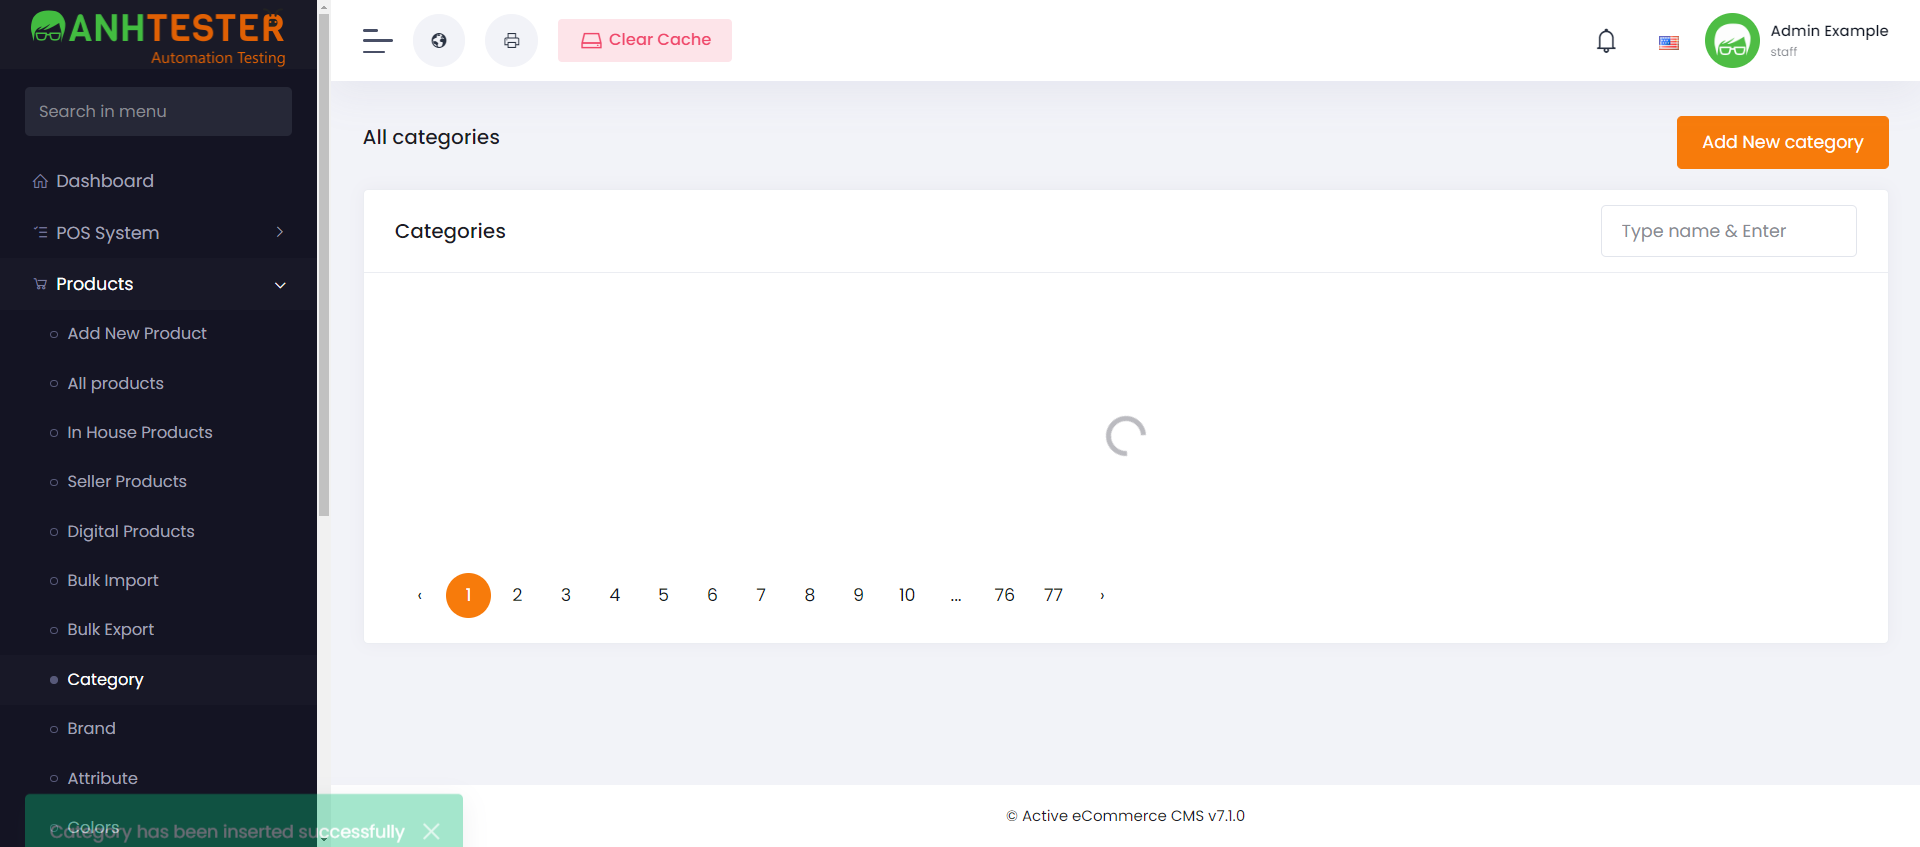 ANHTESTER
Automation Testing
Search in menu
Dashboard
POS System
Products
Add New Product
All products
In House Products
Seller Products
Digital Products
Bulk Import
Bulk Export
Category
Brand
Attribute
Colors
Category has been inserted successfully
Clear Cache
Admin Example
staff
All categories
Add New category
Categories
Type name & Enter
‹ 1 2 3 4 5 6 7 8 9 10 ... 76 77 ›
© Active eCommerce CMS v7.1.0